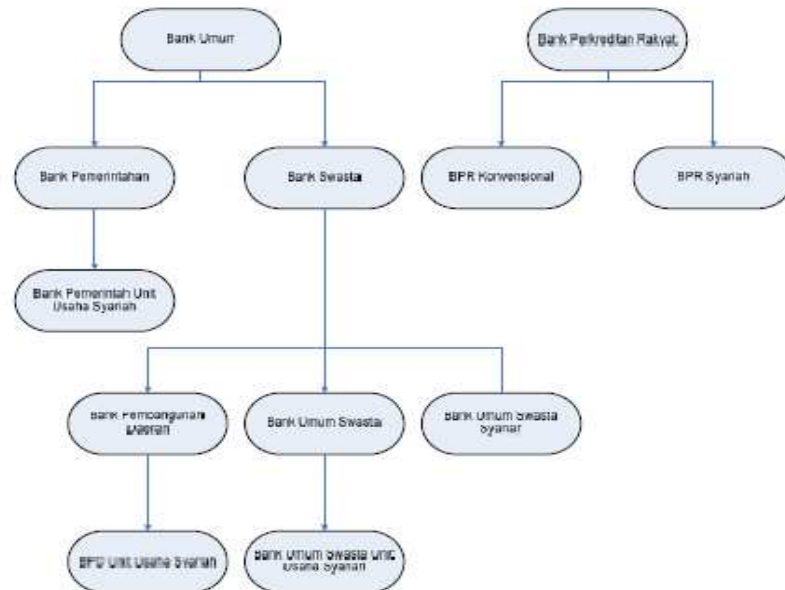 Bank Umum
Bank Perkreditan Rakyat
Bank Pemerintahan
Bank Swasta
BPR Konvensional
BPR Syariah
Bank Pemerintah Unit
Usaha Syariah
Bank Pembangunan
Daerah
Bank Umum Swasta
Bank Umum Swasta
Syariah
BPD Unit Usaha Syariah
Bank Umum Swasta Unit
Usaha Syariah